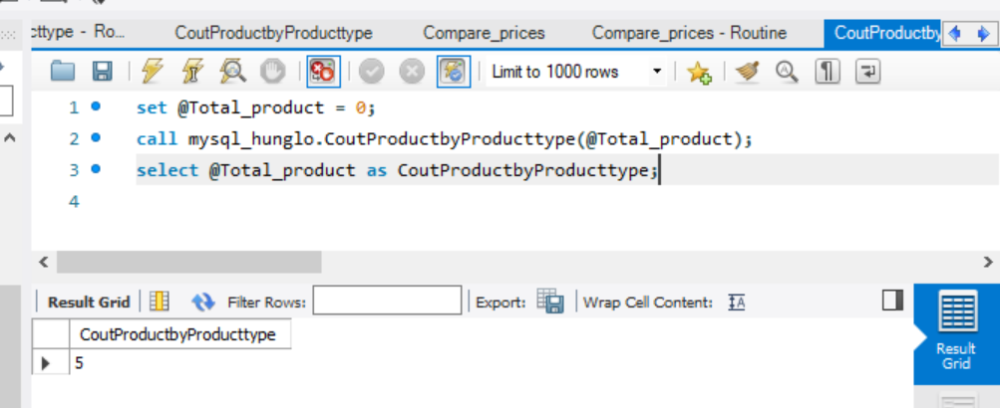 cttype - Ro... CoutProductbyProducttype Compare_prices Compare_prices - Routine CoutProductby
Limit to 1000 rows
1 set @Total_product = 0;
2 call mysql_hunglo.CoutProductbyProducttype(@Total_product);
3 select @Total_product as CoutProductbyProducttype;
4
Result Grid Filter Rows: Export: Wrap Cell Content: IA
CoutProductbyProducttype
5
Result
Grid